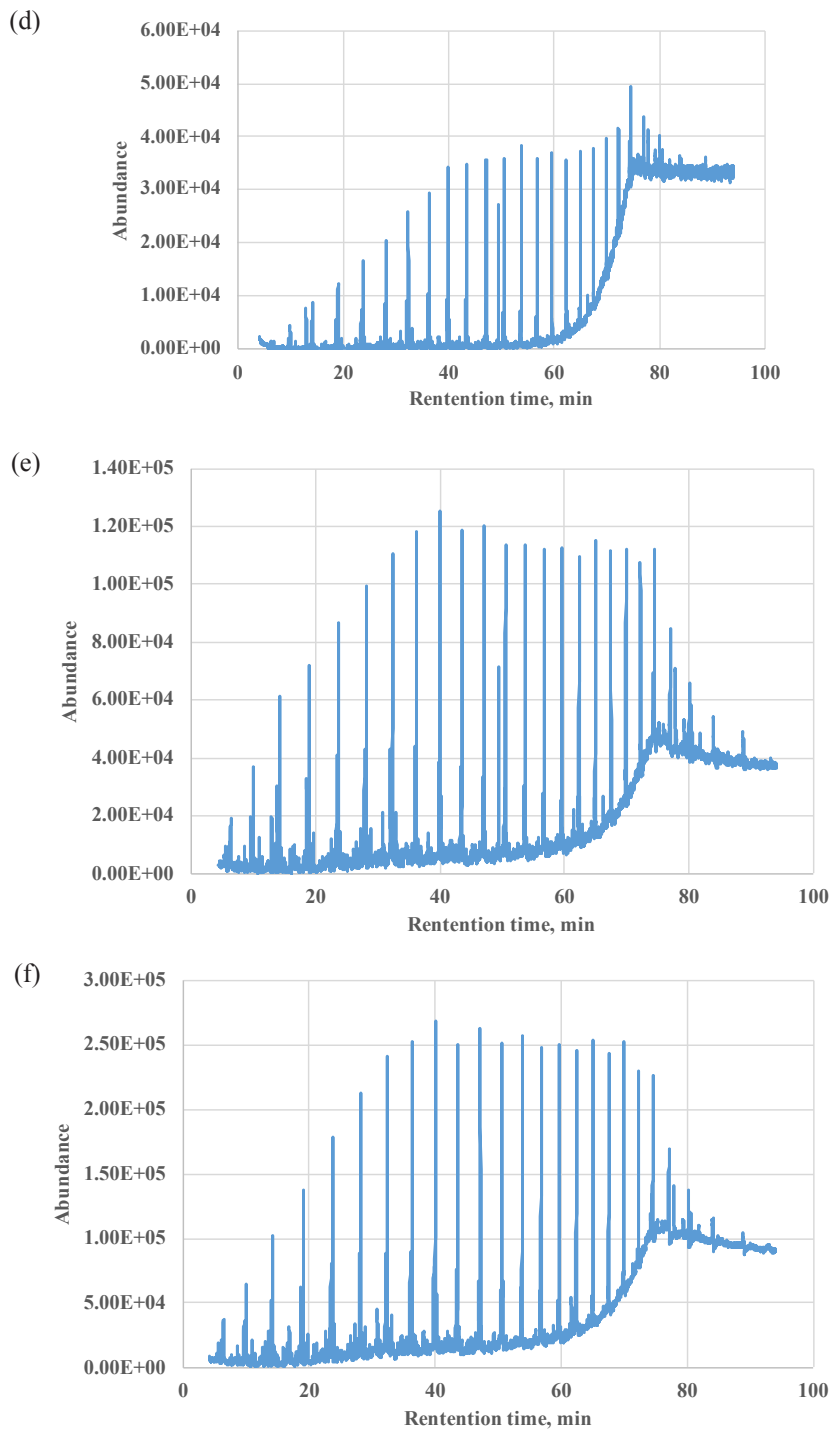 (d)
6.00E+04
5.00E+04
4.00E+04
3.00E+04
2.00E+04
1.00E+04
0.00E+00
Abundance
0 20 40 60 80 100
Rentention time, min
(e)
1.40E+05
1.20E+05
1.00E+05
8.00E+04
6.00E+04
4.00E+04
2.00E+04
0.00E+00
Abundance
0 20 40 60 80 100
Rentention time, min
(f)
3.00E+05
2.50E+05
2.00E+05
1.50E+05
1.00E+05
5.00E+04
0.00E+00
Abundance
0 20 40 60 80 100
Rentention time, min